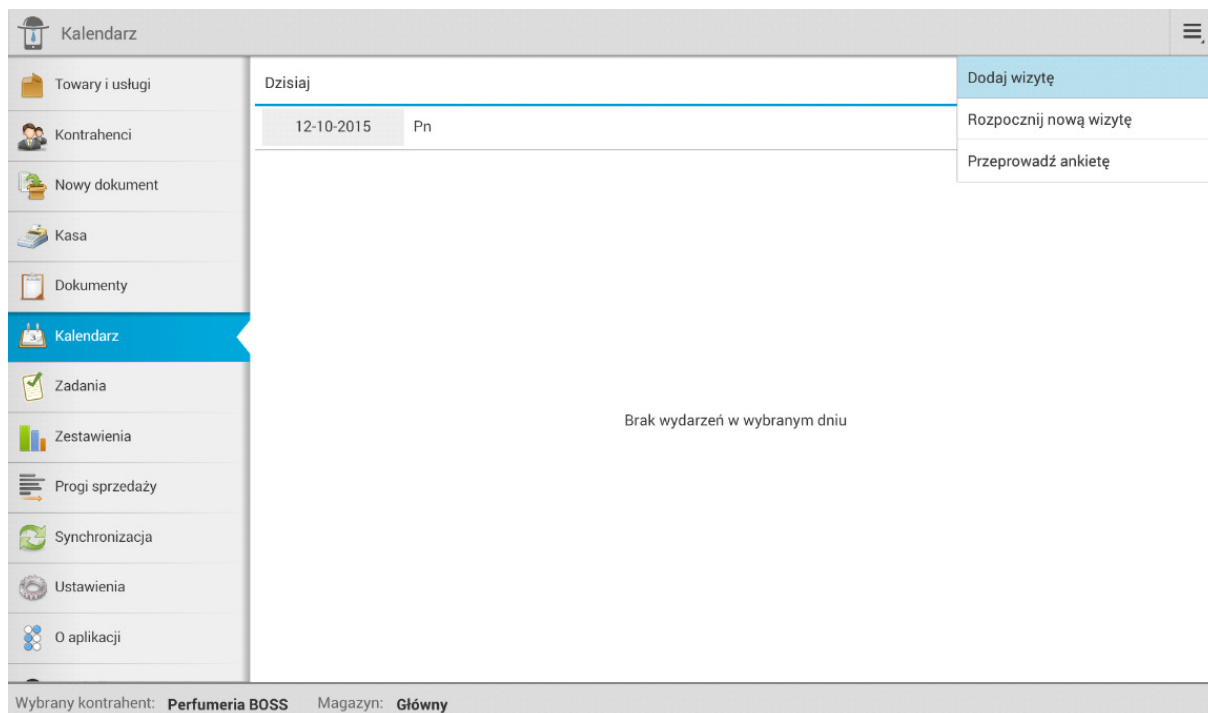 Kalendarz
Towary i usługi
Kontrahenci
Nowy dokument
Kasa
Dokumenty
Kalendarz
Zadania
Zestawienia
Progi sprzedaży
Synchronizacja
Ustawienia
O aplikacji
Dzisiaj
12-10-2015 Pn
Dodaj wizytę
Rozpocznij nową wizytę
Przeprowadź ankietę
Brak wydarzeń w wybranym dniu
Wybrany kontrahent: Perfumeria BOSS Magazyn: Główny